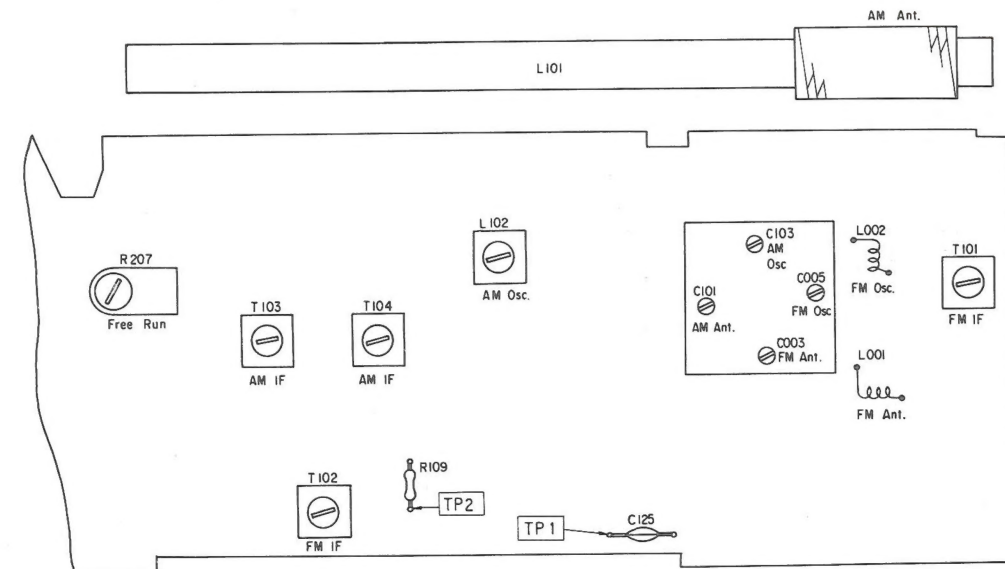 AM Ant.
L101
R207
Free Run
T103
AM IF
T104
AM IF
L102
AM Osc.
C103
AM
Osc
C101
AM Ant.
C005
FM Osc
C003
FM Ant.
L002
FM Osc.
L001
FM Ant.
T101
FM IF
T102
FM IF
R109
TP2
TP1
C125